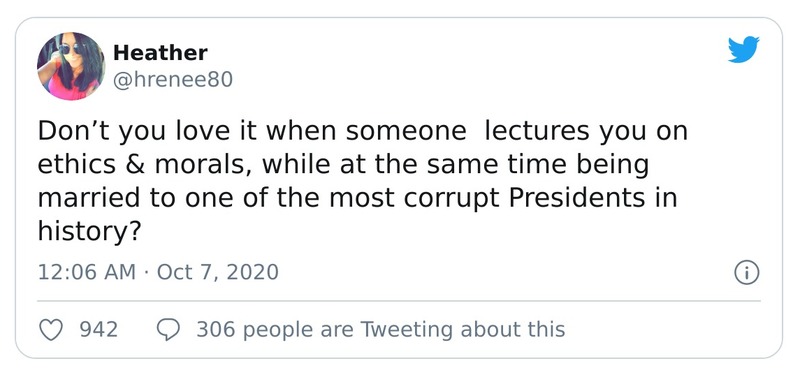 Heather
@hrenee80
Don’t you love it when someone  lectures you on
ethics & morals, while at the same time being
married to one of the most corrupt Presidents in
history?
12:06 AM · Oct 7, 2020
942 306 people are Tweeting about this